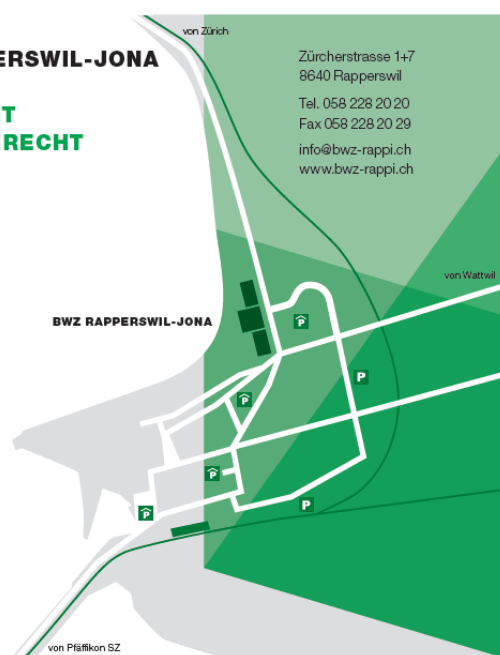 von Zürich
ERSWIL-JONA
Zürcherstrasse 1+7
8640 Rapperswil
Tel. 058 228 20 20
Fax 058 228 20 29
info@bwz-rappi.ch
www.bwz-rappi.ch
T
RECHT
von Wattwil
BWZ RAPPERSWIL-JONA
P
P
P
P
P
P
von Pfäffikon SZ